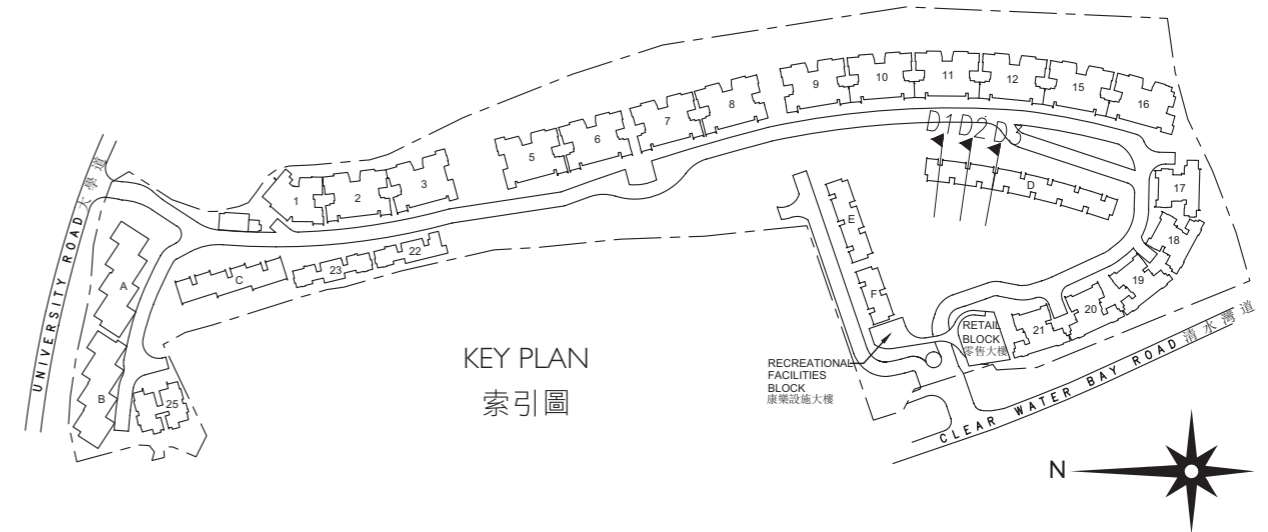 9
10
11
12
15
16
8
7
6
5
D1 D2 D3
3
2
1
17
D
E
18
UNIVERSITY ROAD 大學道
22
23
C
A
19
F
20
21
RETAIL
BLOCK
零售大樓
KEY PLAN
索引圖
RECREATIONAL
FACILITIES
BLOCK
康樂設施大樓
CLEAR WATER BAY ROAD 清水灣道
B
25
N